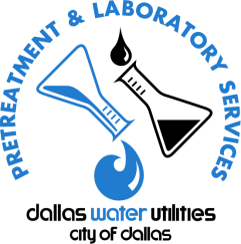 PRETREATMENT & LABORATORY SERVICES
dallas water utilities
city of dallas